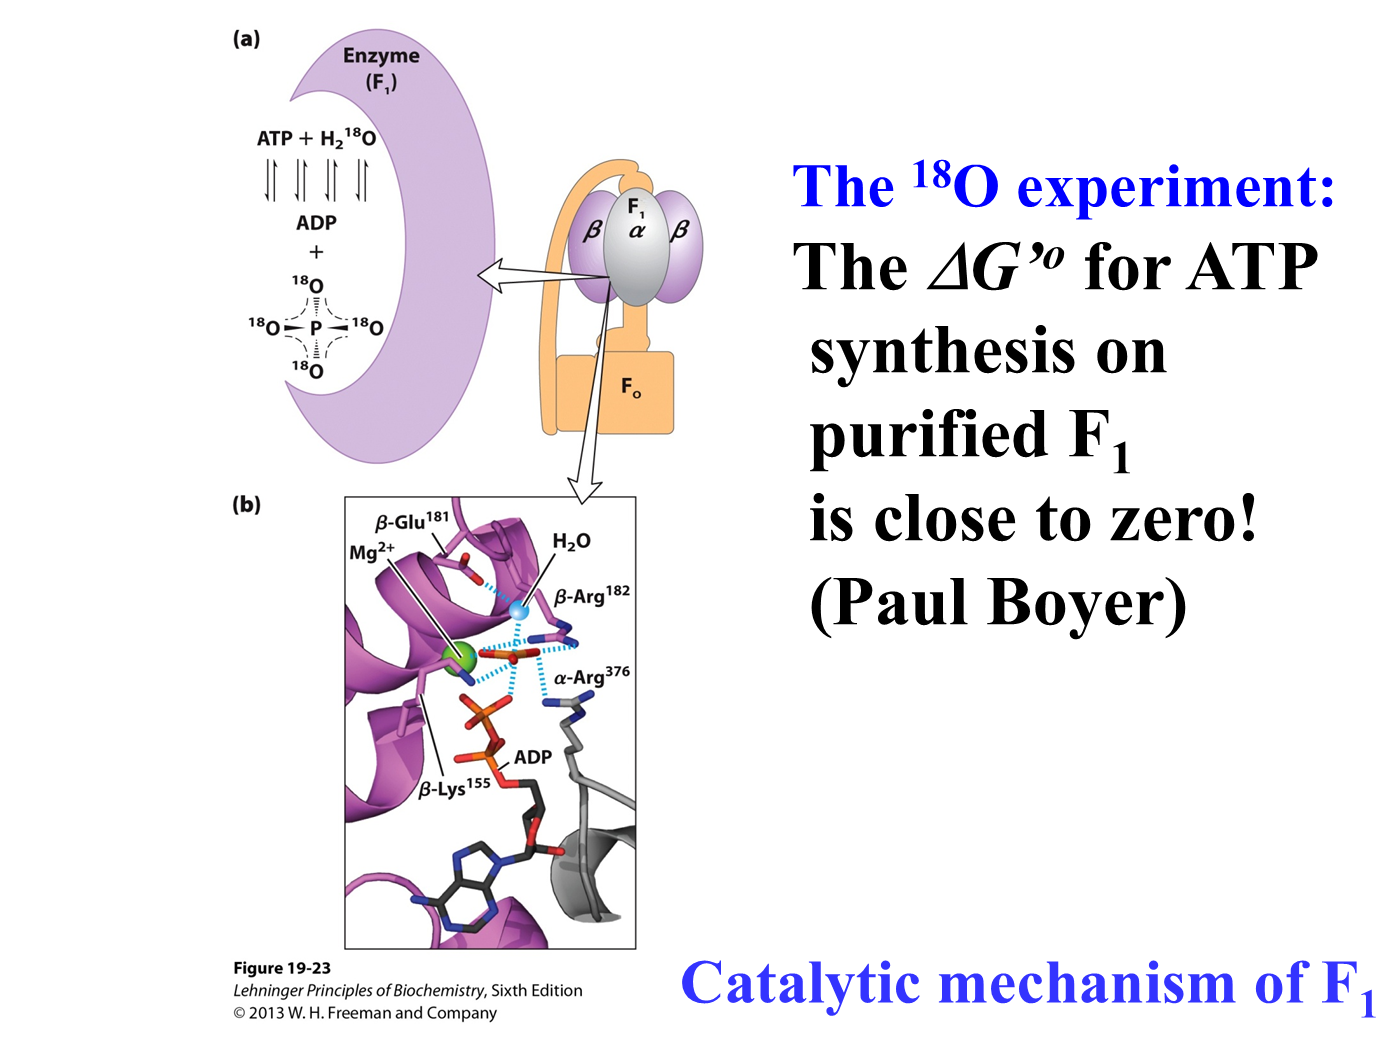 (a)
Enzyme
(F₁)
ATP + H₂¹⁸O
ADP
+
¹⁸O
¹⁸O P ¹⁸O
¹⁸O
F₁
β α β
Fₒ
The ¹⁸O experiment:
The ΔG’º for ATP
synthesis on
purified F₁
is close to zero!
(Paul Boyer)
(b)
β-Glu¹⁸¹
Mg²⁺
H₂O
β-Arg¹⁸²
α-Arg³⁷⁶
ADP
β-Lys¹⁵⁵
Figure 19-23
Lehninger Principles of Biochemistry, Sixth Edition
© 2013 W. H. Freeman and Company
Catalytic mechanism of F₁